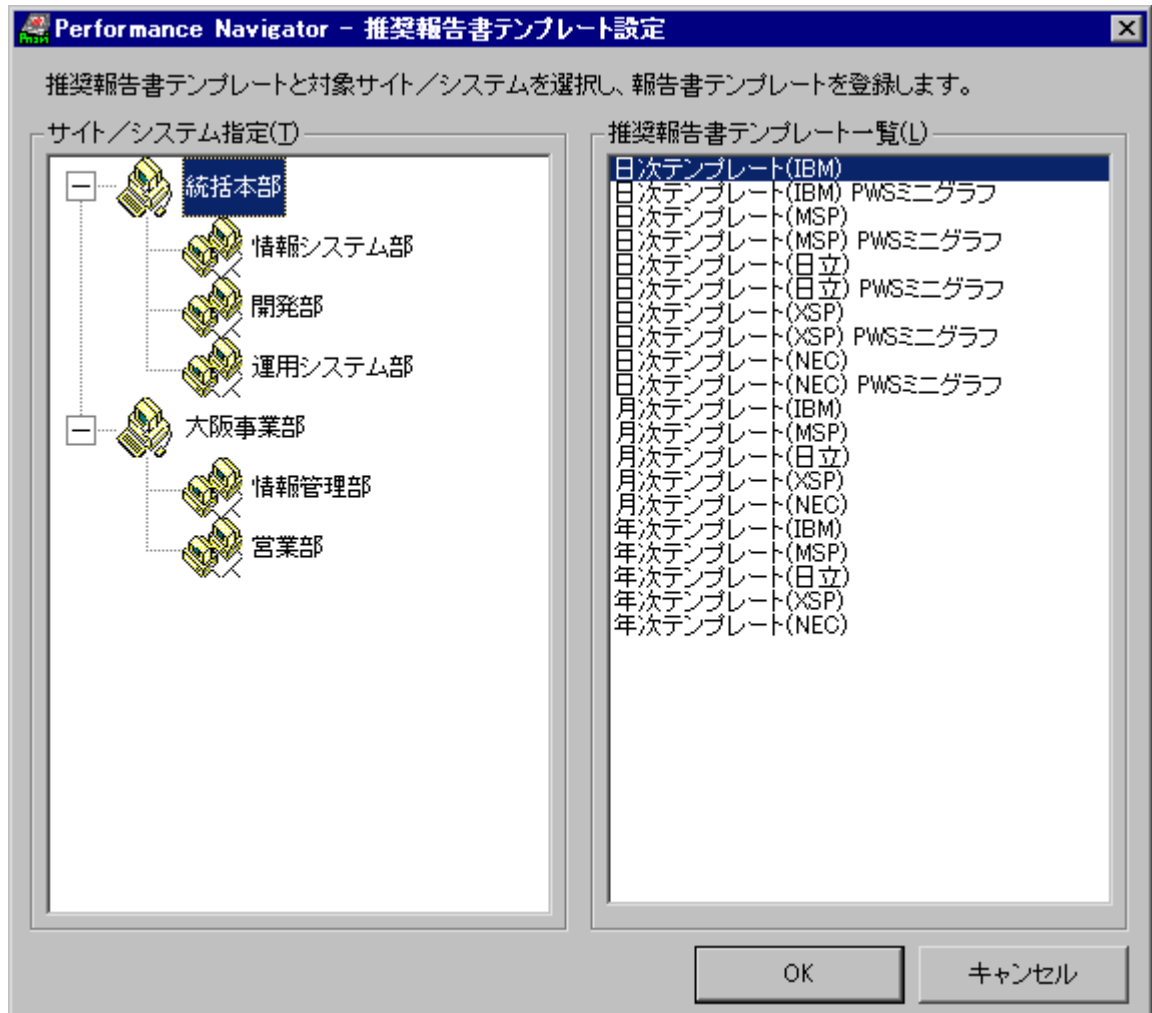 Performance Navigator - 推奨報告書テンプレート設定
推奨報告書テンプレートと対象サイト／システムを選択し、報告書テンプレートを登録します。
サイト／システム指定(T)
統括本部
情報システム部
開発部
運用システム部
大阪事業部
情報管理部
営業部
推奨報告書テンプレート一覧(L)
日次テンプレート(IBM)
日次テンプレート(IBM) PWSミニグラフ
日次テンプレート(MSP)
日次テンプレート(MSP) PWSミニグラフ
日次テンプレート(日立)
日次テンプレート(日立) PWSミニグラフ
日次テンプレート(XSP)
日次テンプレート(XSP) PWSミニグラフ
日次テンプレート(NEC)
日次テンプレート(NEC) PWSミニグラフ
月次テンプレート(IBM)
月次テンプレート(MSP)
月次テンプレート(日立)
月次テンプレート(XSP)
月次テンプレート(NEC)
年次テンプレート(IBM)
年次テンプレート(MSP)
年次テンプレート(日立)
年次テンプレート(XSP)
年次テンプレート(NEC)
OK
キャンセル